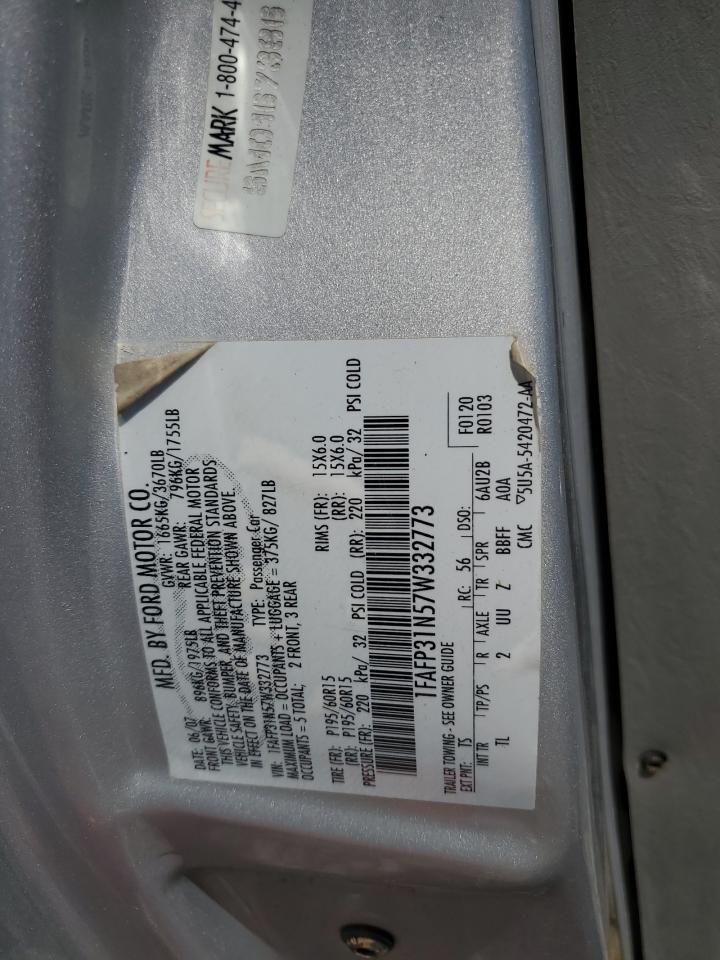 SECUREMARK 1-800-474-4
MFD. BY FORD MOTOR CO.
DATE: 06/07 GVWR: 1665KG/3670LB
FRONT GAWR: 896KG/1975LB REAR GAWR: 796KG/1755LB
THIS VEHICLE CONFORMS TO ALL APPLICABLE FEDERAL MOTOR
VEHICLE SAFETY, BUMPER, AND THEFT PREVENTION STANDARDS
IN EFFECT ON THE DATE OF MANUFACTURE SHOWN ABOVE.
VIN: 1FAFP31N57W332773 TYPE: Passenger Car
MAXIMUM LOAD = OCCUPANTS + LUGGAGE = 375KG/ 827LB
OCCUPANTS = 5 TOTAL; 2 FRONT, 3 REAR
TIRE (FR): P195/60R15 RIMS (FR): 15X6.0
(RR): P195/60R15 (RR): 15X6.0
PRESSURE (FR): 220 kPa/ 32 PSI COLD (RR): 220 kPa/ 32 PSI COLD
1FAFP31N57W332773
TRAILER TOWING - SEE OWNER GUIDE
F0120
EXT PNT: TS RC: 56 DSO: R0103
INT TR TP/PS R AXLE TR SPR 6AU2B
TL 2 UU Z BBFF AOA
CMC 5U5A-5420472-AA